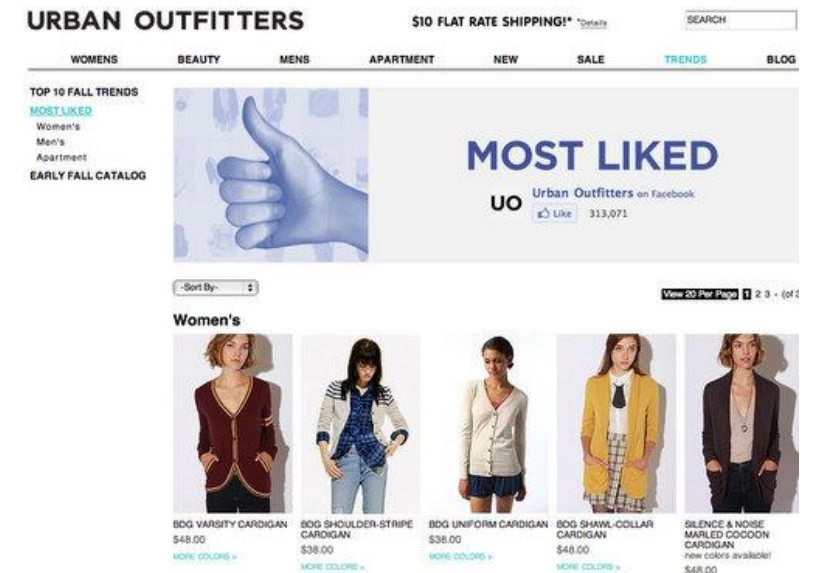 URBAN OUTFITTERS
$10 FLAT RATE SHIPPING!* *Details
SEARCH
WOMENS BEAUTY MENS APARTMENT NEW SALE TRENDS BLOG
TOP 10 FALL TRENDS
MOST LIKED
Women's
Men's
Apartment
EARLY FALL CATALOG
MOST LIKED
UO
Urban Outfitters on Facebook
Like 313,071
-Sort By-
View 20 Per Page 1 2 3 - (of 3
Women's
BDG VARSITY CARDIGAN
$48.00
MORE COLORS »
BDG SHOULDER-STRIPE
CARDIGAN
$38.00
MORE COLORS »
BDG UNIFORM CARDIGAN
$38.00
MORE COLORS »
BDG SHAWL-COLLAR
CARDIGAN
$48.00
MORE COLORS »
SILENCE & NOISE
MARLED COCOON
CARDIGAN
new colors available!
$48.00